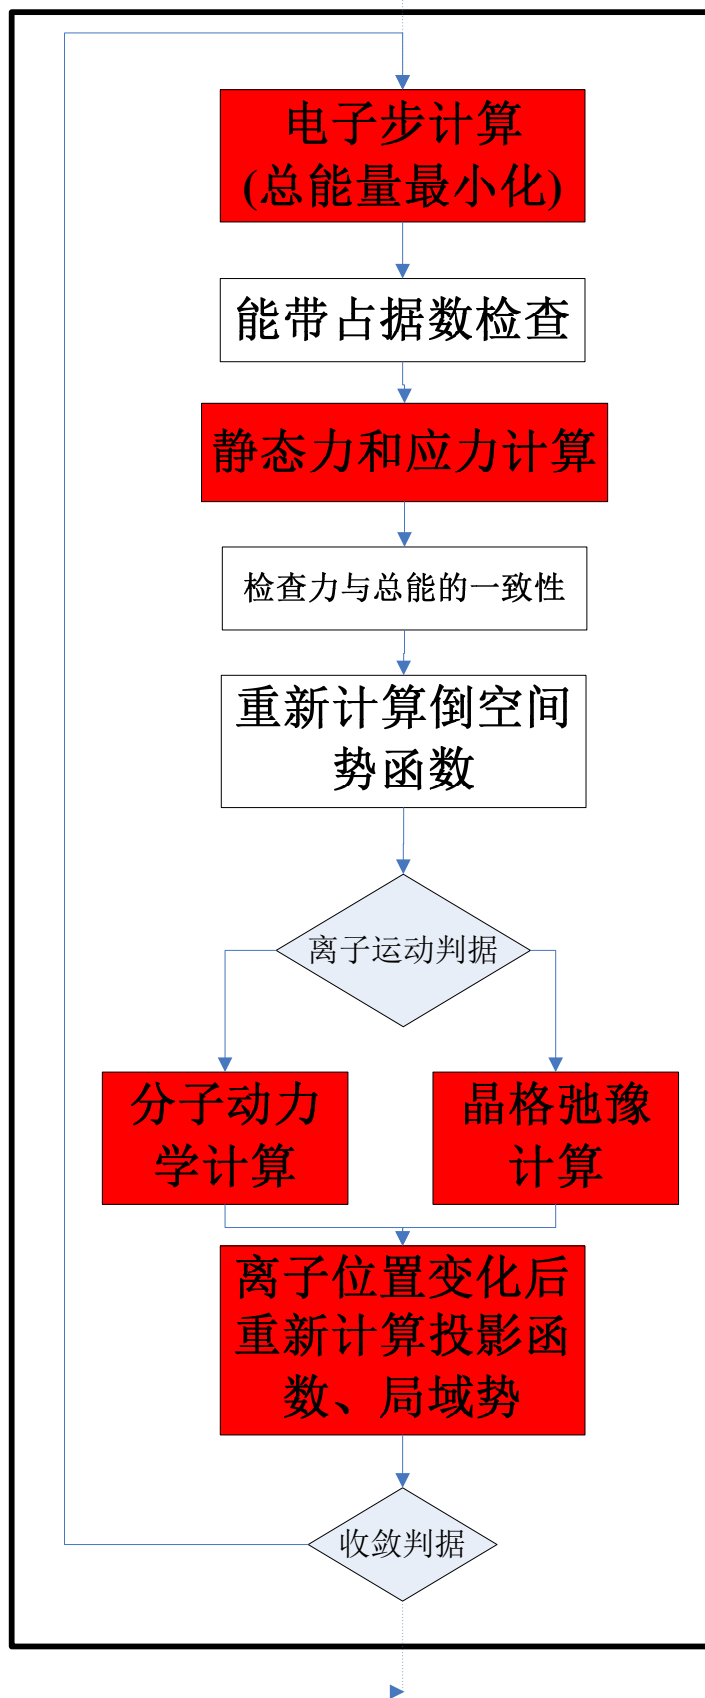 电子步计算
(总能量最小化)
能带占据数检查
静态力和应力计算
检查力与总能的一致性
重新计算倒空间
势函数
离子运动判据
分子动力
学计算
晶格弛豫
计算
离子位置变化后
重新计算投影函
数、局域势
收敛判据